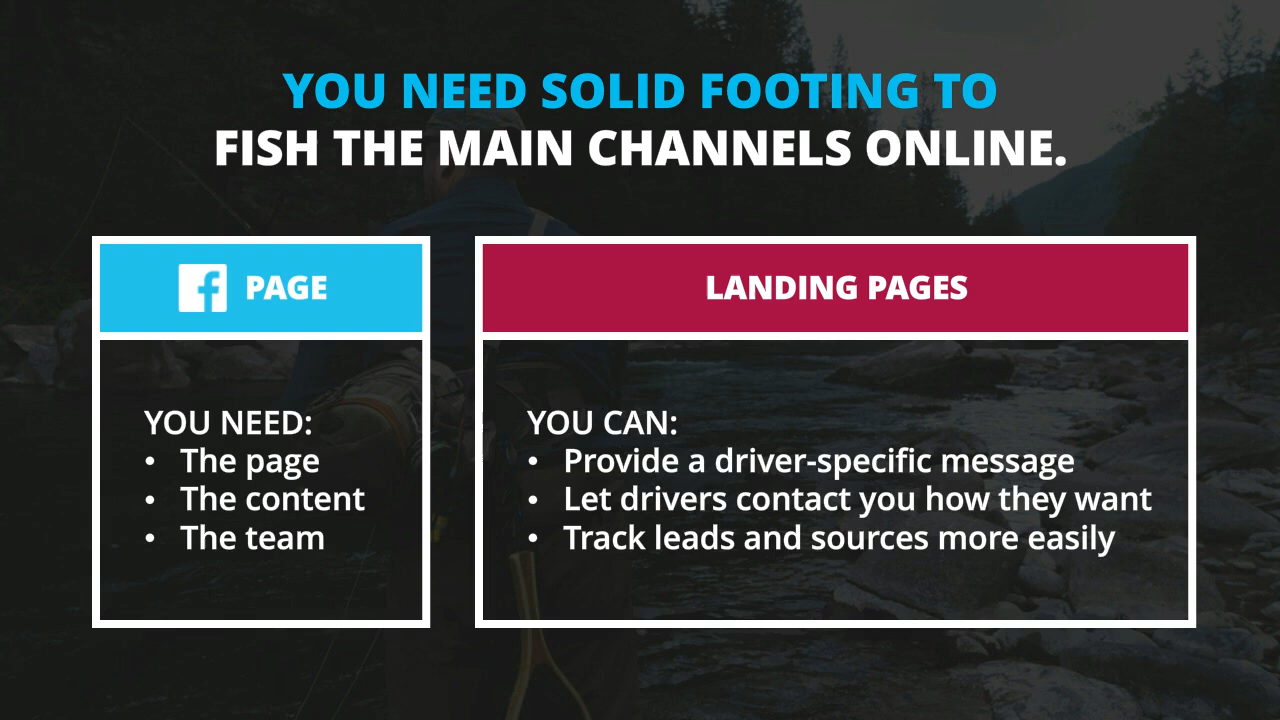 YOU NEED SOLID FOOTING TO
FISH THE MAIN CHANNELS ONLINE.
f PAGE
YOU NEED:
• The page
• The content
• The team
LANDING PAGES
YOU CAN:
• Provide a driver-specific message
• Let drivers contact you how they want
• Track leads and sources more easily